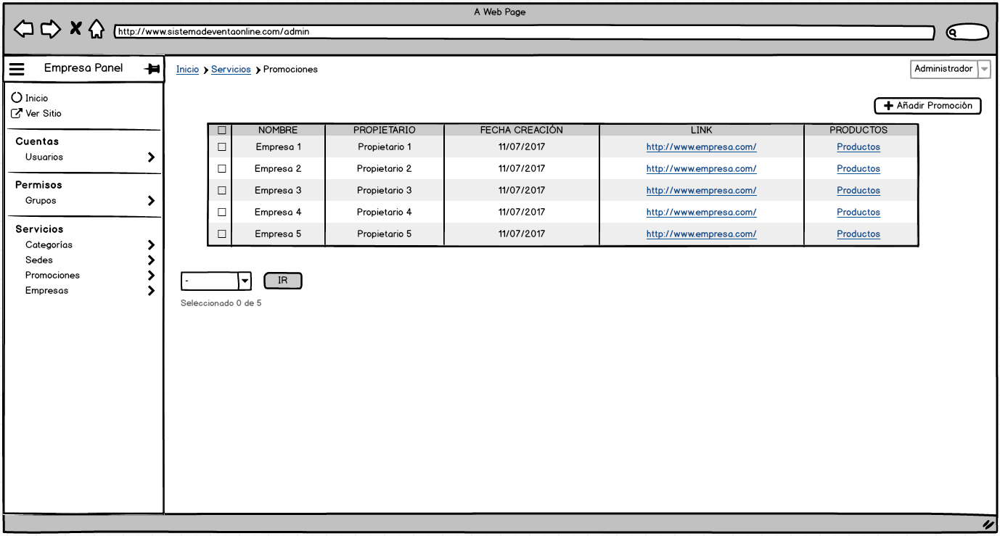 A Web Page
http://www.sistemadeventaonline.com/admin
Empresa Panel
Inicio
Ver Sitio
Cuentas
Usuarios
Permisos
Grupos
Servicios
Categorías
Sedes
Promociones
Empresas
Inicio Servicios Promociones
Administrador
Añadir Promoción
NOMBRE PROPIETARIO FECHA CREACIÓN LINK PRODUCTOS
Empresa 1 Propietario 1 11/07/2017 http://www.empresa.com/ Productos
Empresa 2 Propietario 2 11/07/2017 http://www.empresa.com/ Productos
Empresa 3 Propietario 3 11/07/2017 http://www.empresa.com/ Productos
Empresa 4 Propietario 4 11/07/2017 http://www.empresa.com/ Productos
Empresa 5 Propietario 5 11/07/2017 http://www.empresa.com/ Productos
- IR
Seleccionado 0 de 5